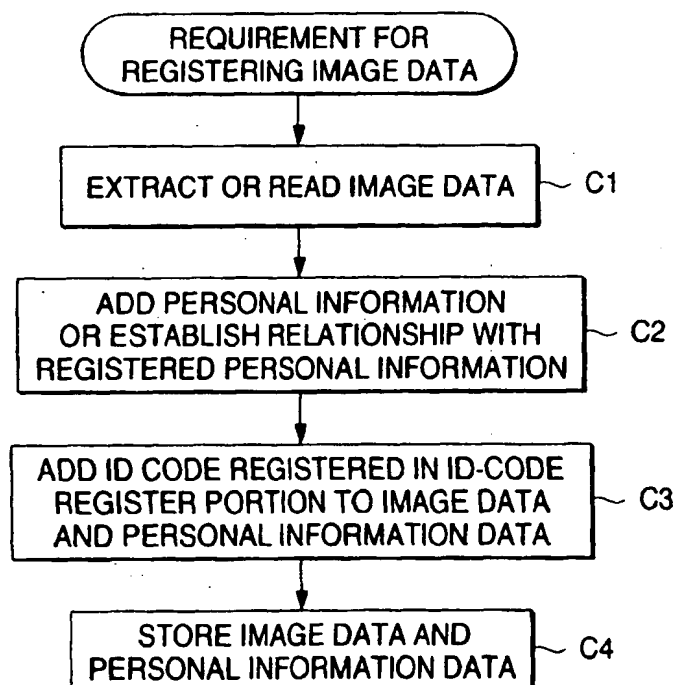 REQUIREMENT FOR
REGISTERING IMAGE DATA
EXTRACT OR READ IMAGE DATA
C1
ADD PERSONAL INFORMATION
OR ESTABLISH RELATIONSHIP WITH
REGISTERED PERSONAL INFORMATION
C2
ADD ID CODE REGISTERED IN ID-CODE
REGISTER PORTION TO IMAGE DATA
AND PERSONAL INFORMATION DATA
C3
STORE IMAGE DATA AND
PERSONAL INFORMATION DATA
C4